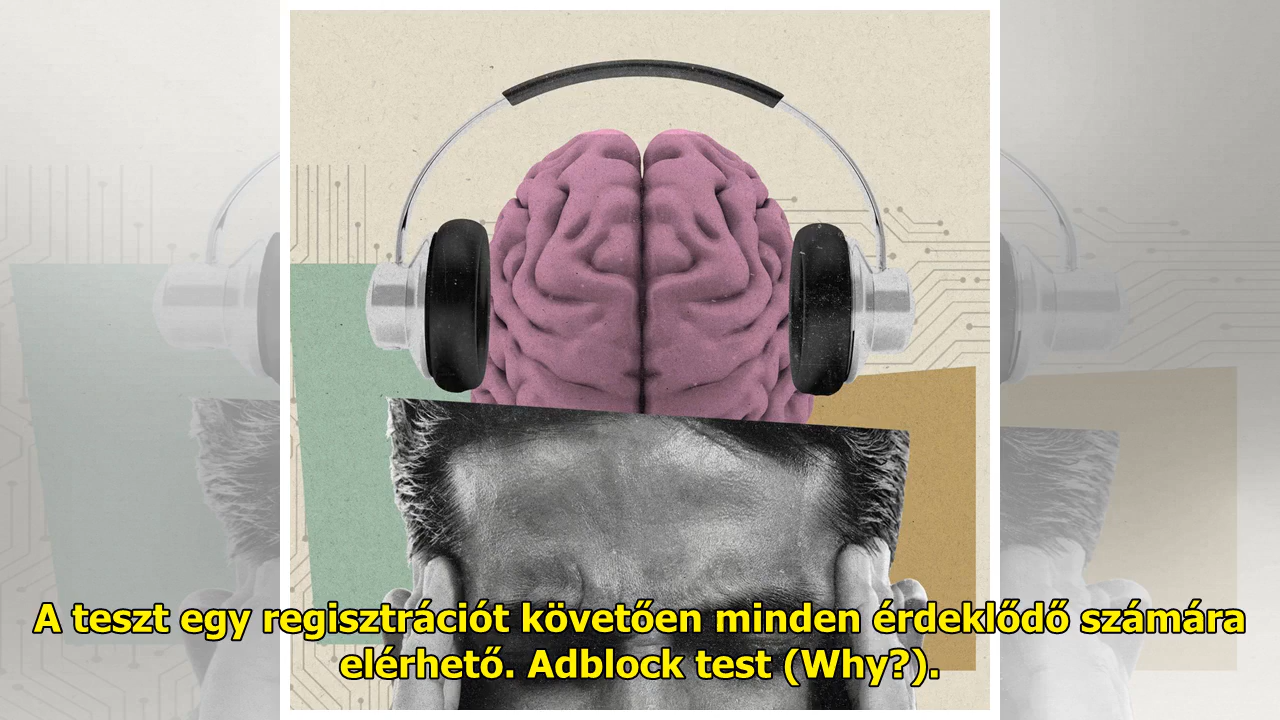 A teszt egy regisztrációt követően minden érdeklődő számára
elérhető. Adblock test (Why?).